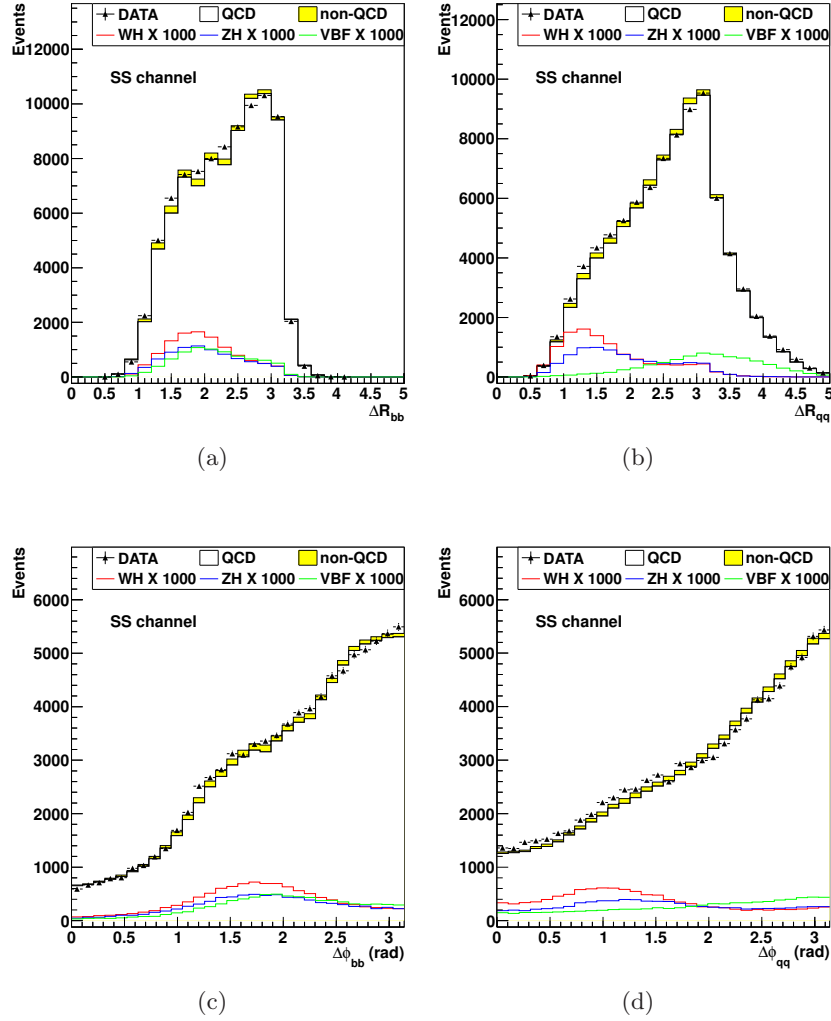 Events
DATA QCD non-QCD
WH X 1000 ZH X 1000 VBF X 1000
SS channel
12000
10000
8000
6000
4000
2000
0
0 0.5 1 1.5 2 2.5 3 3.5 4 4.5 5
ΔR_bb
(a)
Events
DATA QCD non-QCD
WH X 1000 ZH X 1000 VBF X 1000
SS channel
12000
10000
8000
6000
4000
2000
0
0 0.5 1 1.5 2 2.5 3 3.5 4 4.5 5
ΔR_qq
(b)
Events
DATA QCD non-QCD
WH X 1000 ZH X 1000 VBF X 1000
SS channel
6000
5000
4000
3000
2000
1000
0
0 0.5 1 1.5 2 2.5 3
Δϕ_bb (rad)
(c)
Events
DATA QCD non-QCD
WH X 1000 ZH X 1000 VBF X 1000
SS channel
6000
5000
4000
3000
2000
1000
0
0 0.5 1 1.5 2 2.5 3
Δϕ_qq (rad)
(d)